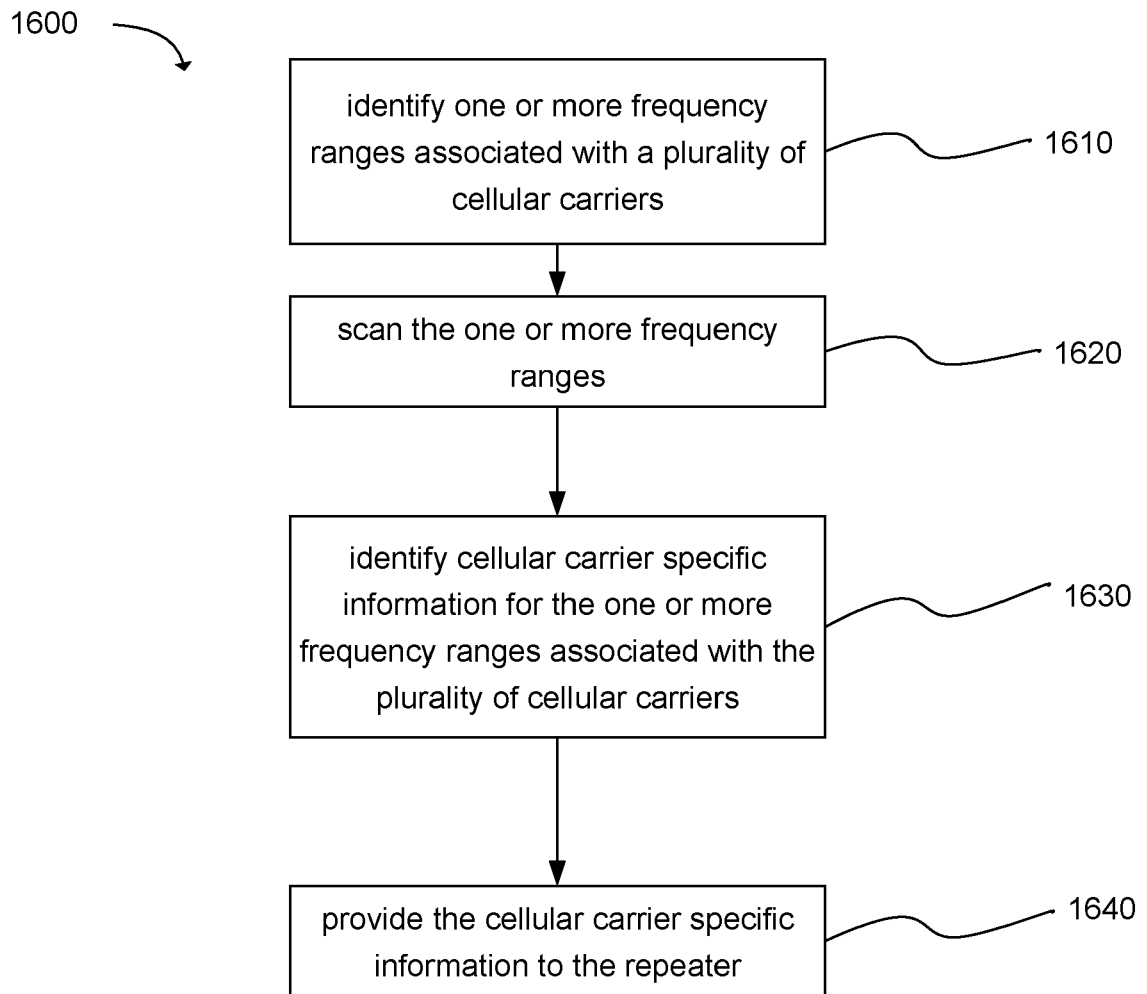 1600
identify one or more frequency
ranges associated with a plurality of
cellular carriers
1610
scan the one or more frequency
ranges
1620
identify cellular carrier specific
information for the one or more
frequency ranges associated with the
plurality of cellular carriers
1630
provide the cellular carrier specific
information to the repeater
1640